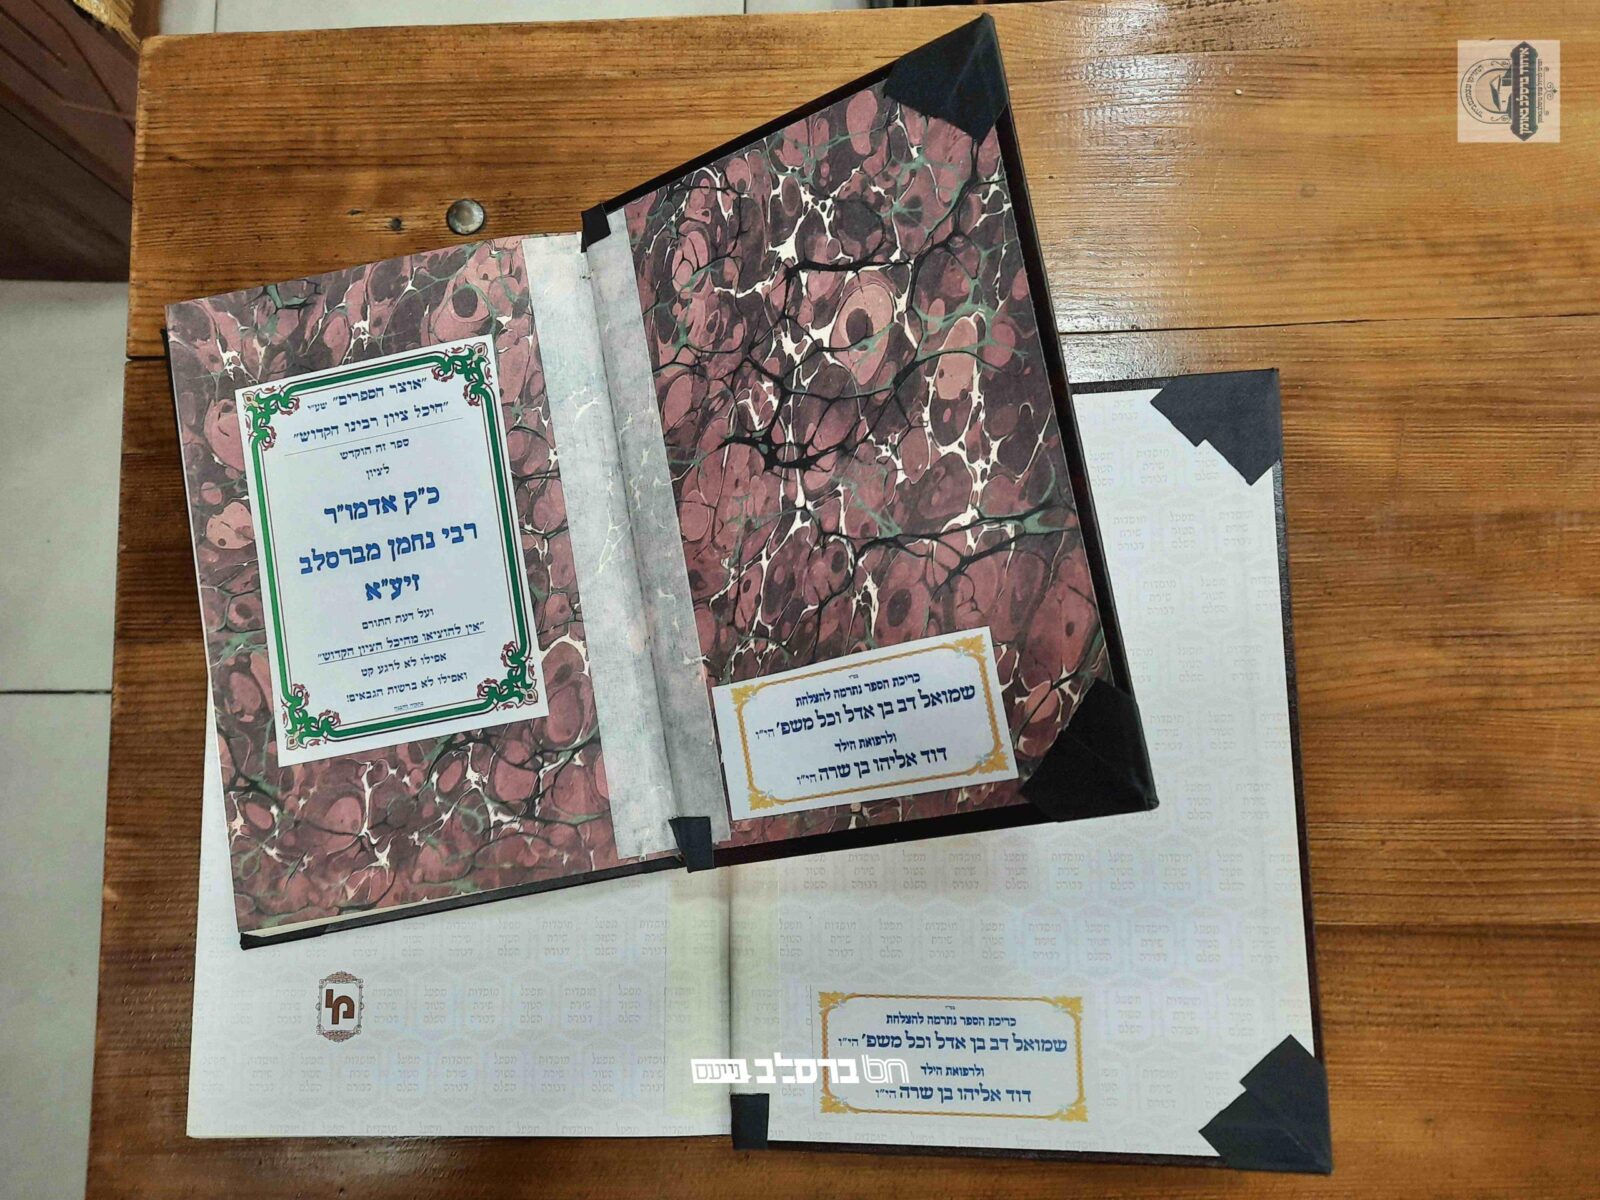 "אוצר הספרים" שע"י
"היכל ציון רבינו הקדוש"
ספר זה הוקדש
לציון
כ"ק אדמו"ר
רבי נחמן מברסלב
זיע"א
ועל דעת התורם
"אין להוציאו מהיכל הציון הקדוש"
אפילו לא לרגע קט
ואפילו לא ברשות הגבאים!
כריכת הספר נתרמה להצלחת
שמואל דב בן אדל וכל משפ' הי"ו
ולרפואת הילד
דוד אליהו בן שרה הי"ו
כריכת הספר נתרמה להצלחת
שמואל דב בן אדל וכל משפ' הי"ו
ולרפואת הילד
דוד אליהו בן שרה הי"ו
ברסלב נייעס